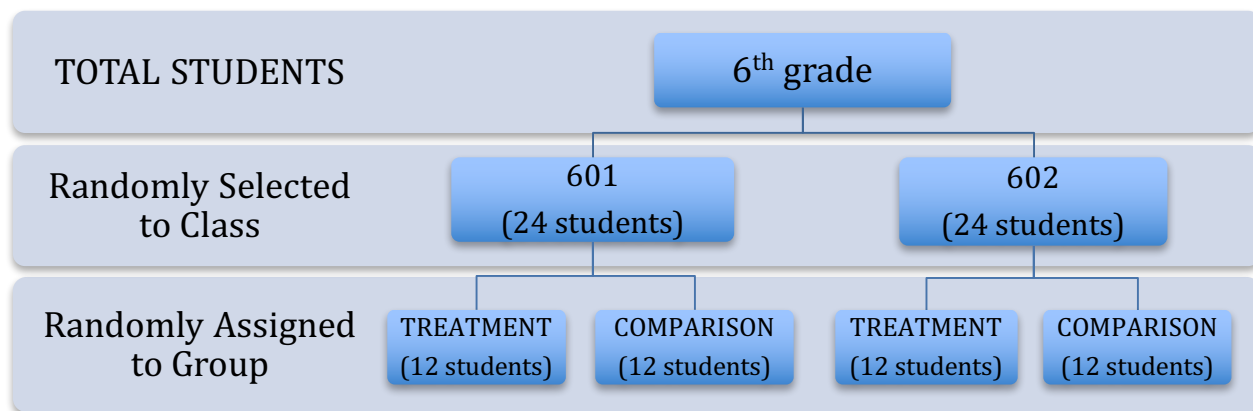 TOTAL STUDENTS
6th grade
Randomly Selected
to Class
601
(24 students)
602
(24 students)
Randomly Assigned
to Group
TREATMENT
(12 students)
COMPARISON
(12 students)
TREATMENT
(12 students)
COMPARISON
(12 students)